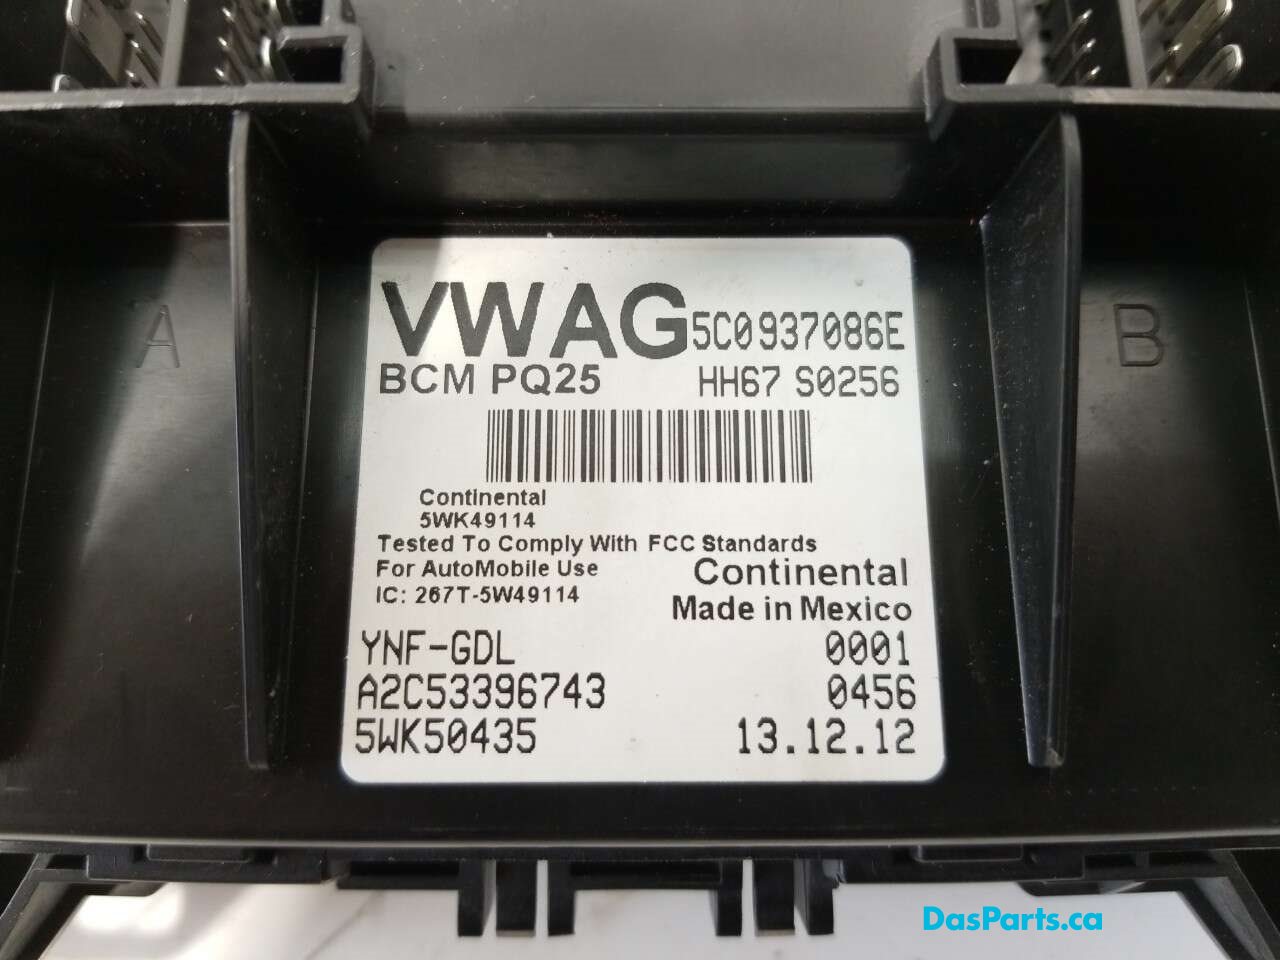 A
B
VWAG 5C0937086E
BCM PQ25 HH67 S0256
Continental
5WK49114
Tested To Comply With FCC Standards
For AutoMobile Use
Continental
IC: 267T-5W49114
Made in Mexico
YNF-GDL 0001
A2C53396743 0456
5WK50435 13.12.12
DasParts.ca